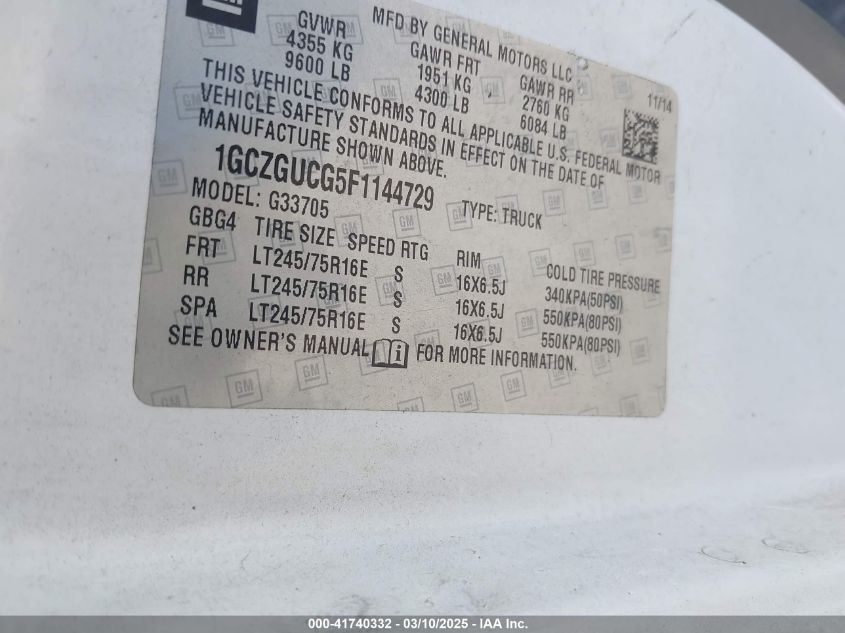 GM
MFD BY GENERAL MOTORS LLC
11/14
GVWR GAWR FRT GAWR RR
4355 KG 1951 KG 2760 KG
9600 LB 4300 LB 6084 LB
THIS VEHICLE CONFORMS TO ALL APPLICABLE U.S. FEDERAL MOTOR
VEHICLE SAFETY STANDARDS IN EFFECT ON THE DATE OF
MANUFACTURE SHOWN ABOVE.
1GCZGUCG5F1144729
TYPE: TRUCK
MODEL: G33705
GBG4 TIRE SIZE SPEED RTG RIM COLD TIRE PRESSURE
FRT LT245/75R16E S 16X6.5J 340KPA(50PSI)
RR LT245/75R16E S 16X6.5J 550KPA(80PSI)
SPA LT245/75R16E S 16X6.5J 550KPA(80PSI)
SEE OWNER'S MANUAL FOR MORE INFORMATION.
000-41740332 - 03/10/2025 - IAA Inc.